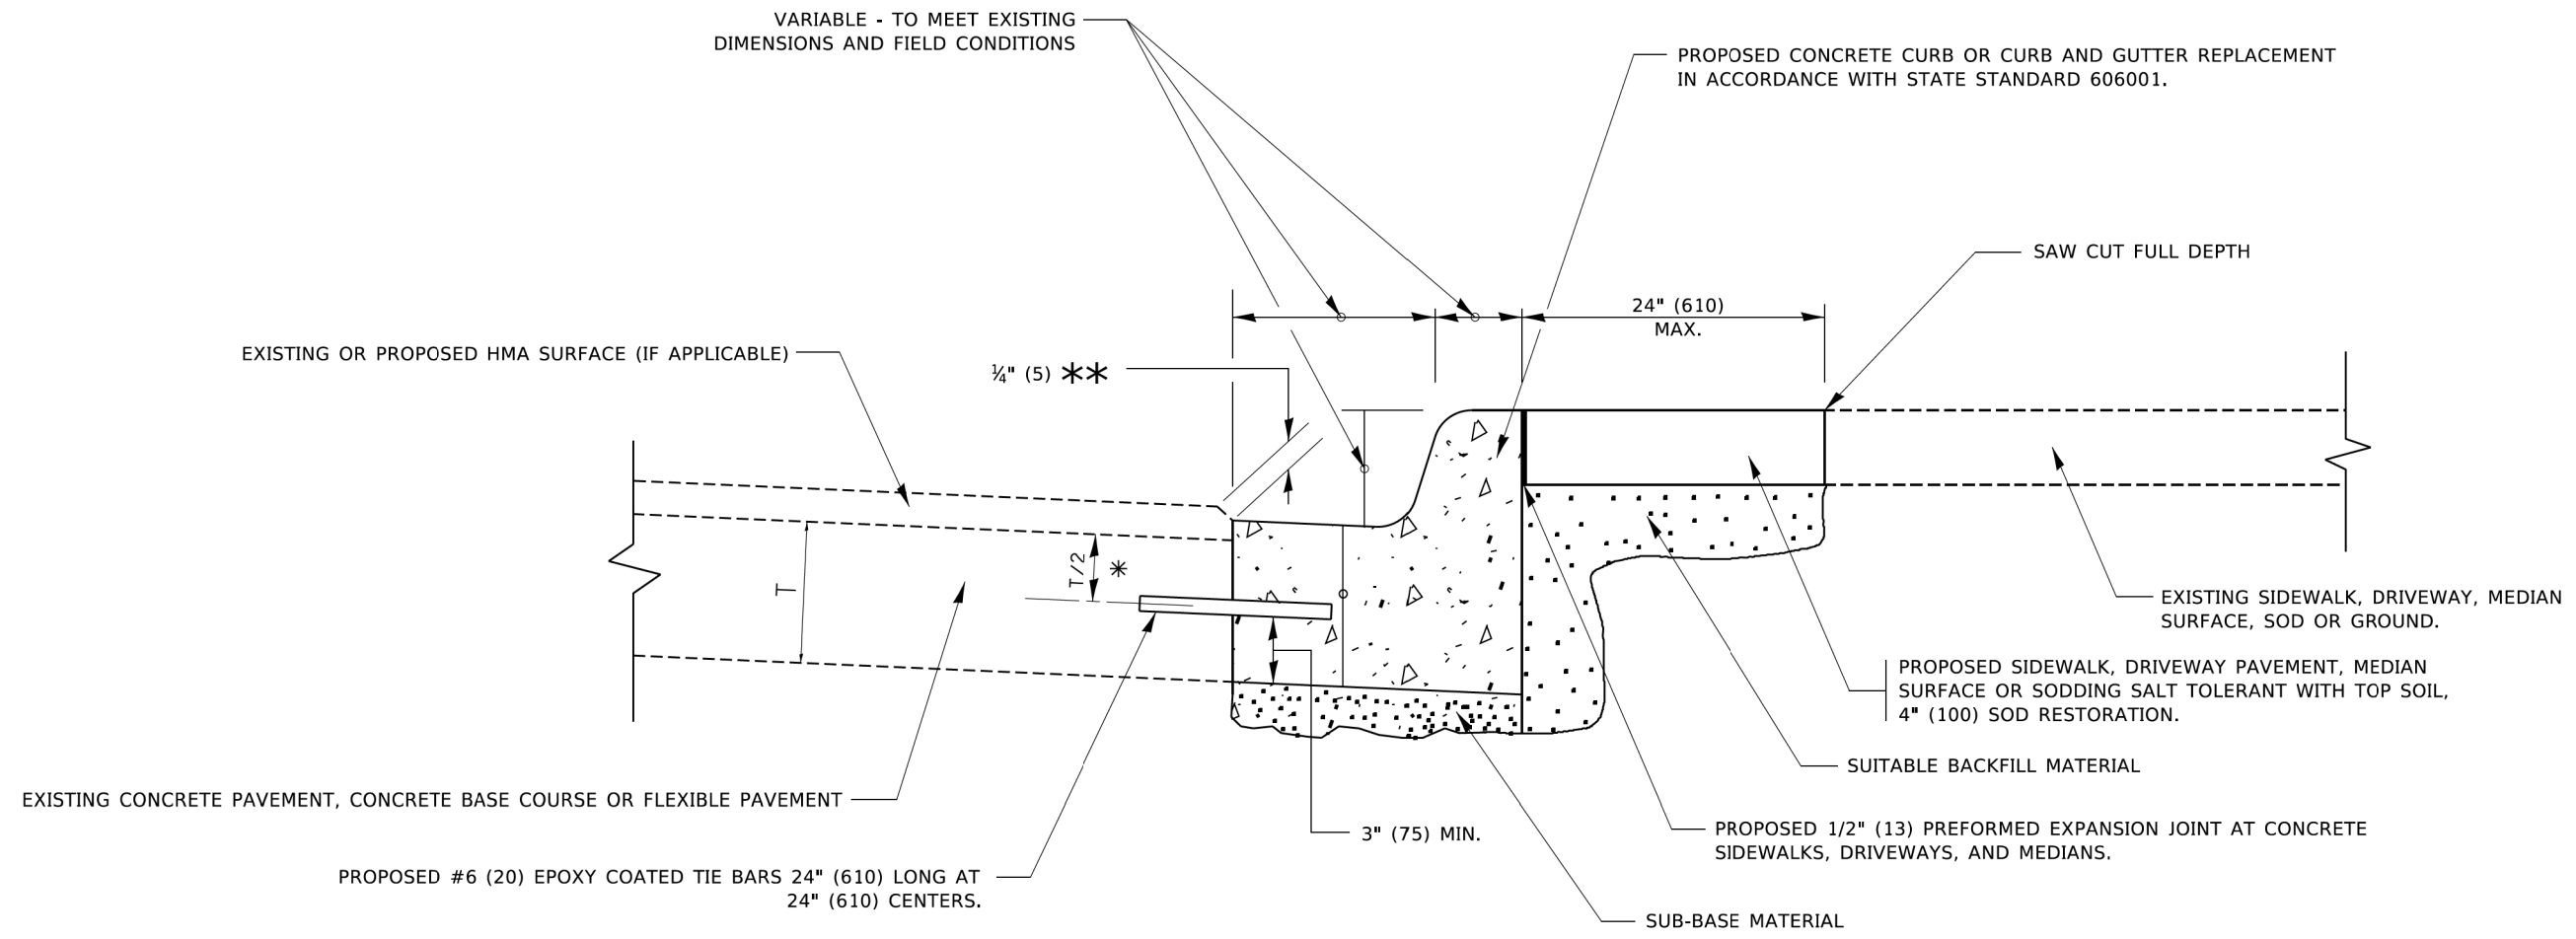 VARIABLE - TO MEET EXISTING
DIMENSIONS AND FIELD CONDITIONS
PROPOSED CONCRETE CURB OR CURB AND GUTTER REPLACEMENT
IN ACCORDANCE WITH STATE STANDARD 606001.
SAW CUT FULL DEPTH
24" (610)
MAX.
EXISTING OR PROPOSED HMA SURFACE (IF APPLICABLE)
¼" (5) **
T/2
*
T
EXISTING SIDEWALK, DRIVEWAY, MEDIAN
SURFACE, SOD OR GROUND.
PROPOSED SIDEWALK, DRIVEWAY PAVEMENT, MEDIAN
SURFACE OR SODDING SALT TOLERANT WITH TOP SOIL,
4" (100) SOD RESTORATION.
SUITABLE BACKFILL MATERIAL
EXISTING CONCRETE PAVEMENT, CONCRETE BASE COURSE OR FLEXIBLE PAVEMENT
3" (75) MIN.
PROPOSED 1/2" (13) PREFORMED EXPANSION JOINT AT CONCRETE
SIDEWALKS, DRIVEWAYS, AND MEDIANS.
PROPOSED #6 (20) EPOXY COATED TIE BARS 24" (610) LONG AT
24" (610) CENTERS.
SUB-BASE MATERIAL